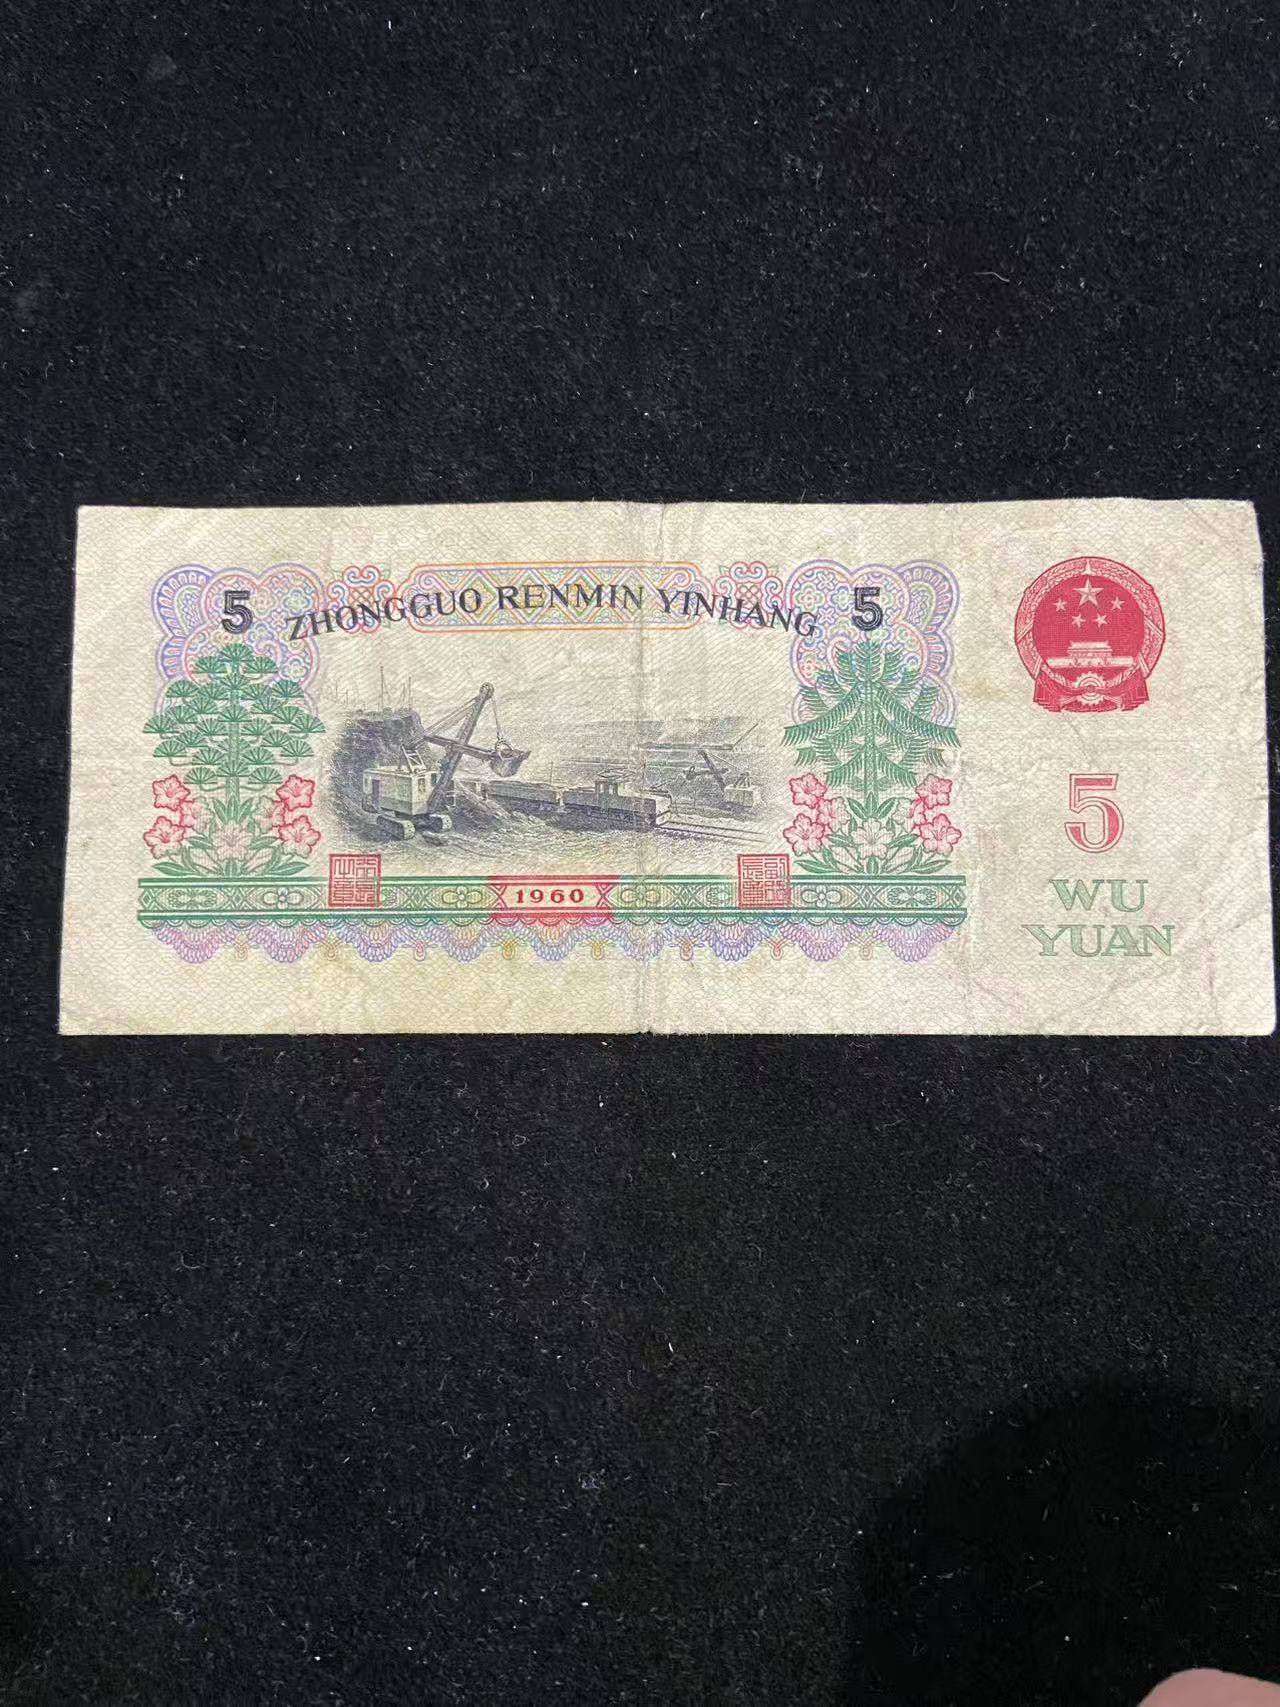 5 ZHONGGUO RENMIN YINHANG 5
5
WU
YUAN
1960